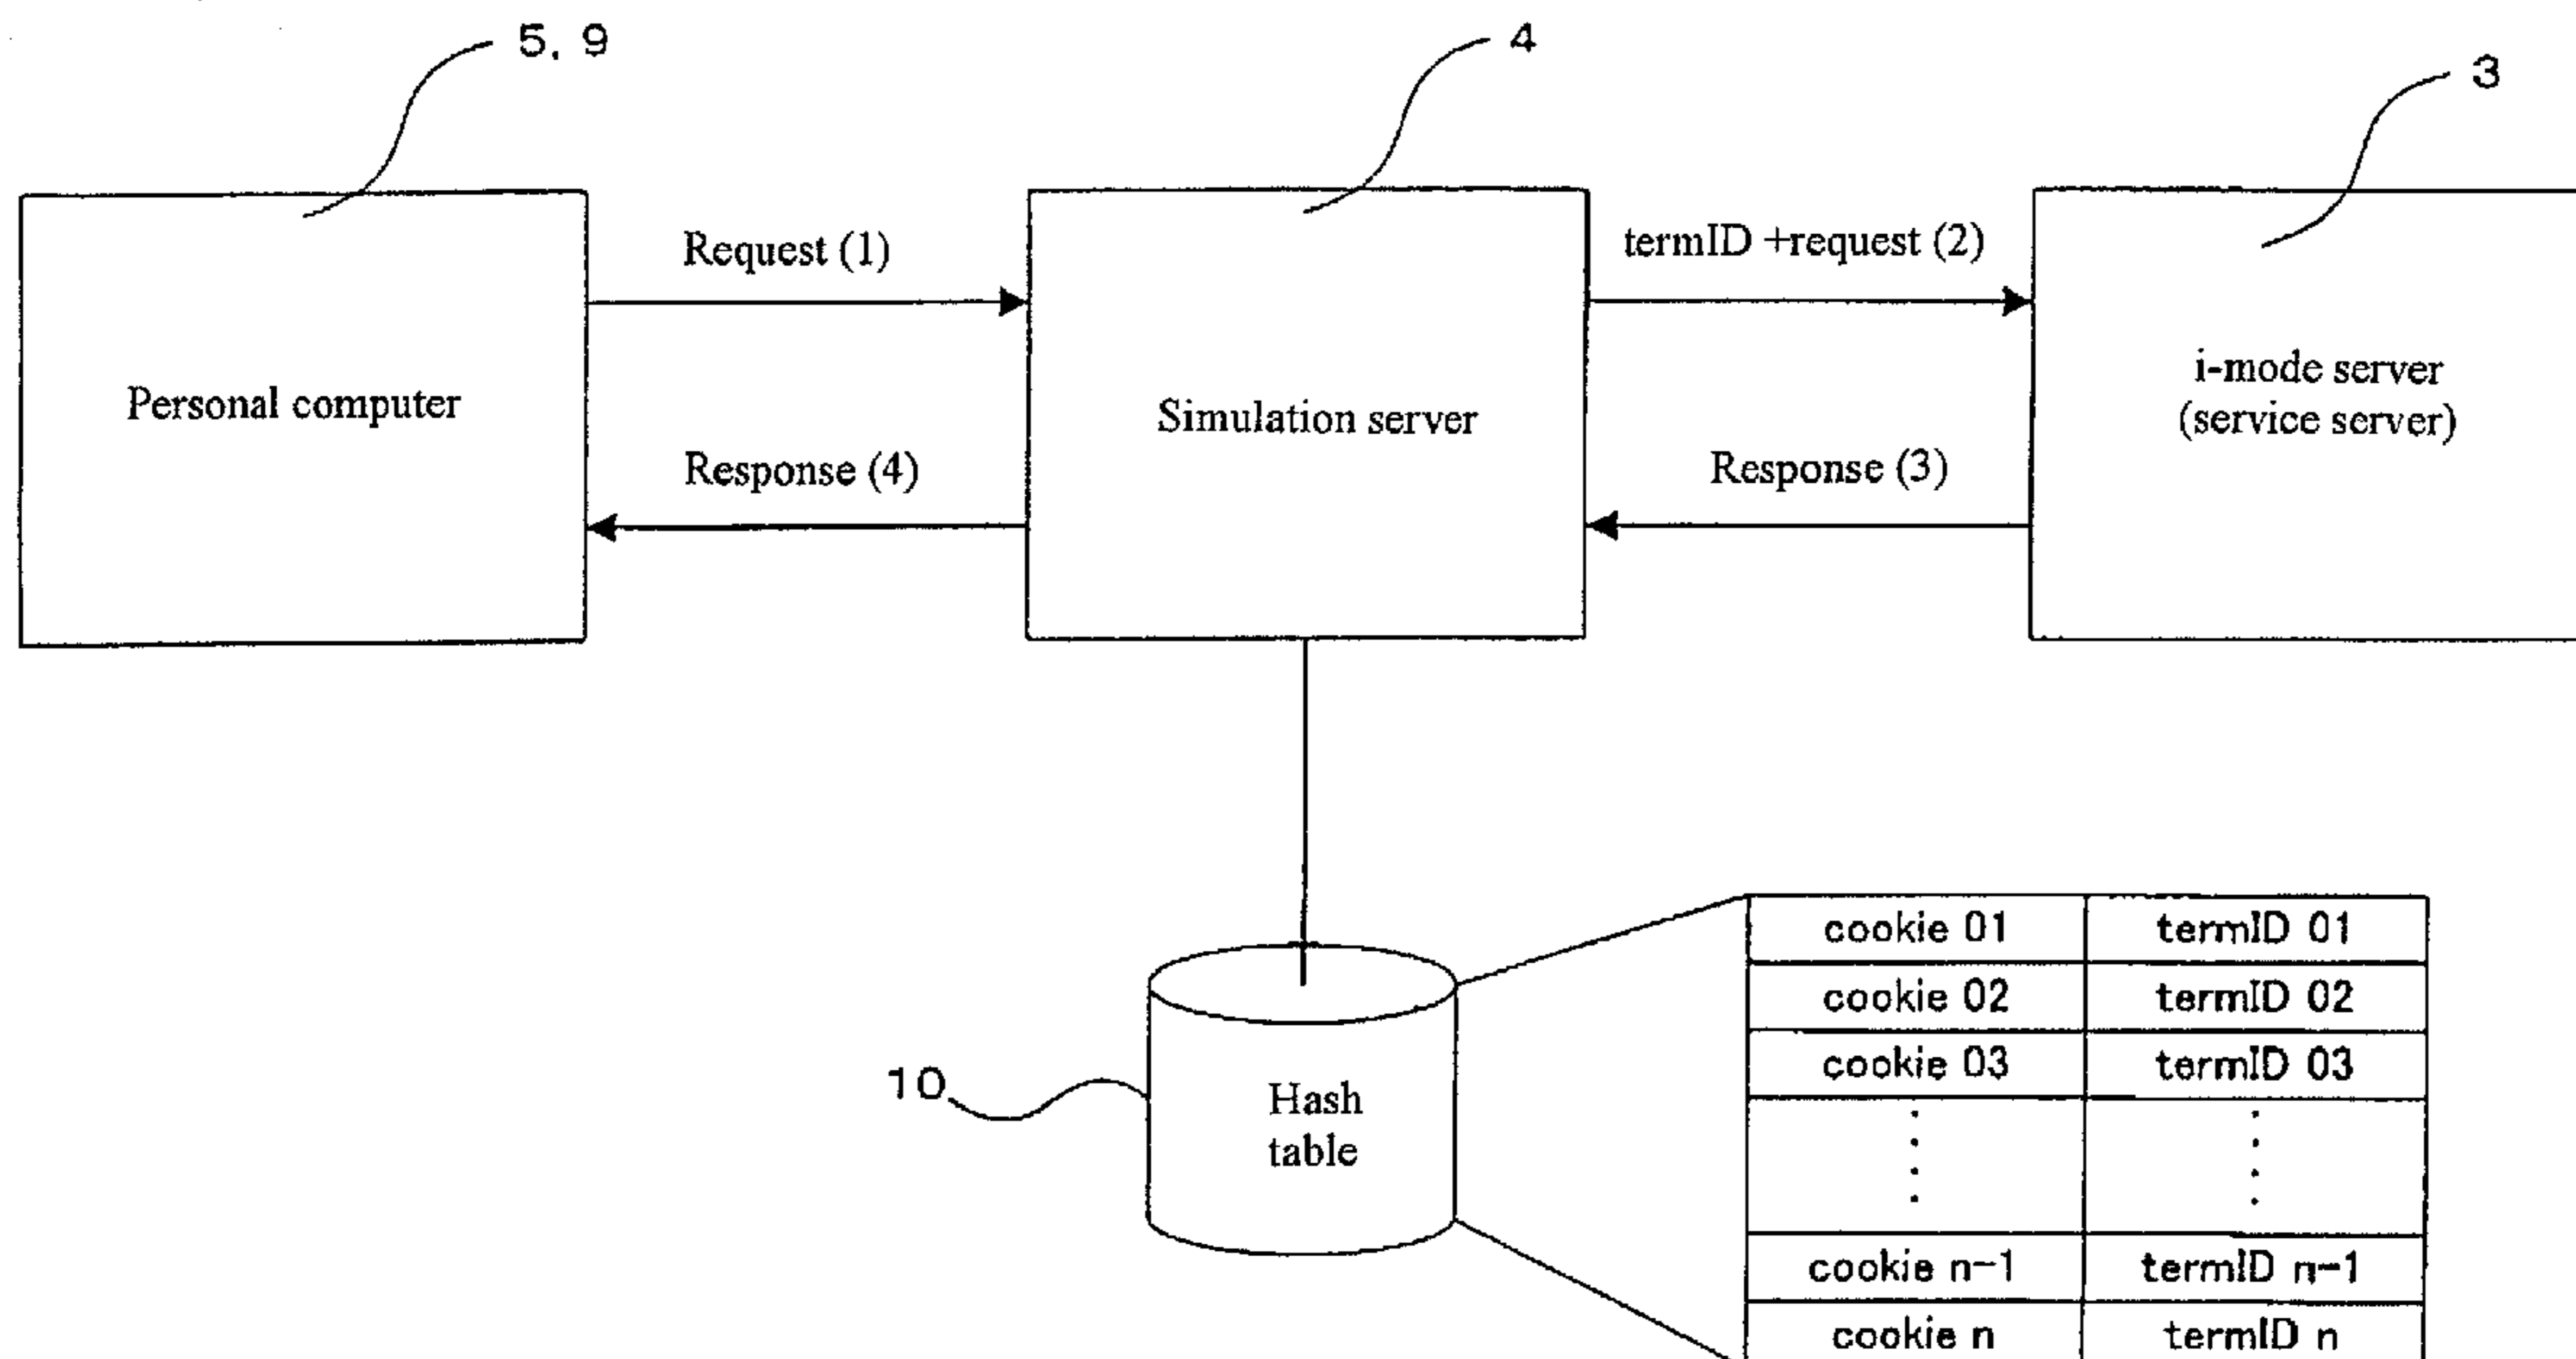 5, 9
4
3
Request (1)
termID +request (2)
Personal computer
Simulation server
i-mode server
(service server)
Response (4)
Response (3)
10
Hash
table
cookie 01 termID 01
cookie 02 termID 02
cookie 03 termID 03
cookie n-1 termID n-1
cookie n termID n